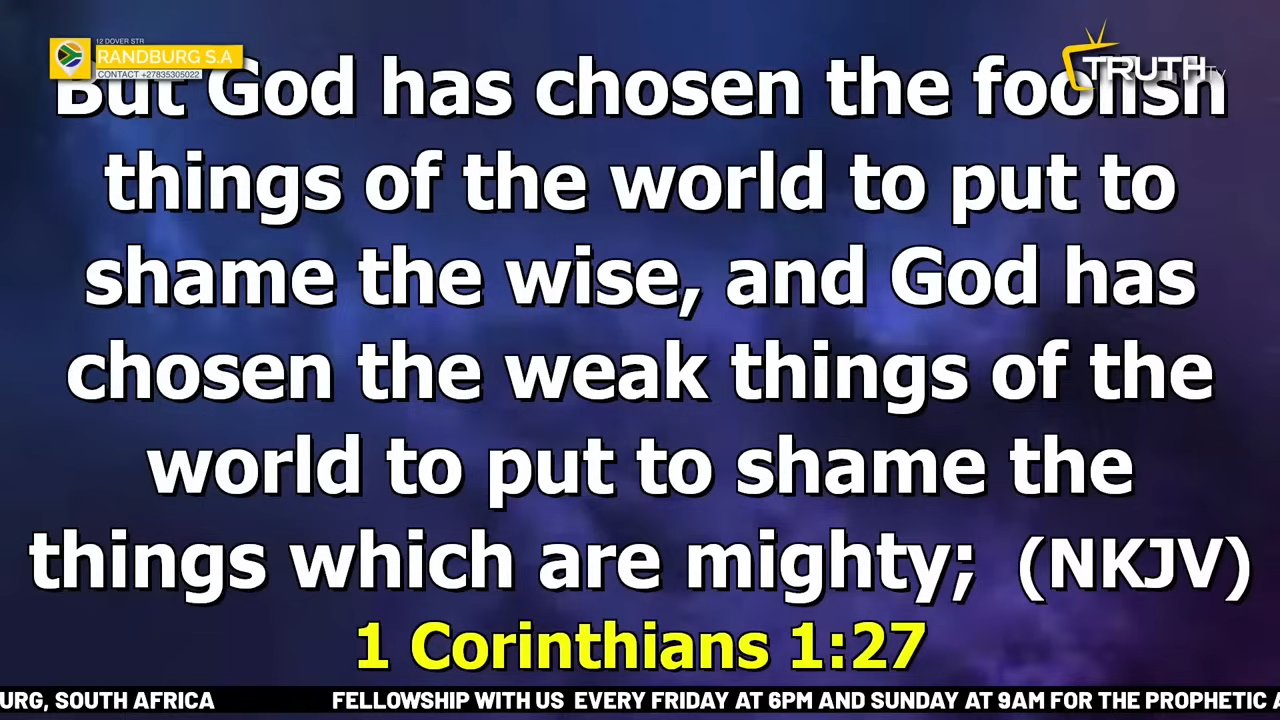 12 DOVER STR
RANDBURG S.A
CONTACT +27835305022
TRUTH TV
But God has chosen the foolish
things of the world to put to
shame the wise, and God has
chosen the weak things of the
world to put to shame the
things which are mighty; (NKJV)
1 Corinthians 1:27
BURG, SOUTH AFRICA FELLOWSHIP WITH US EVERY FRIDAY AT 6PM AND SUNDAY AT 9AM FOR THE PROPHETIC